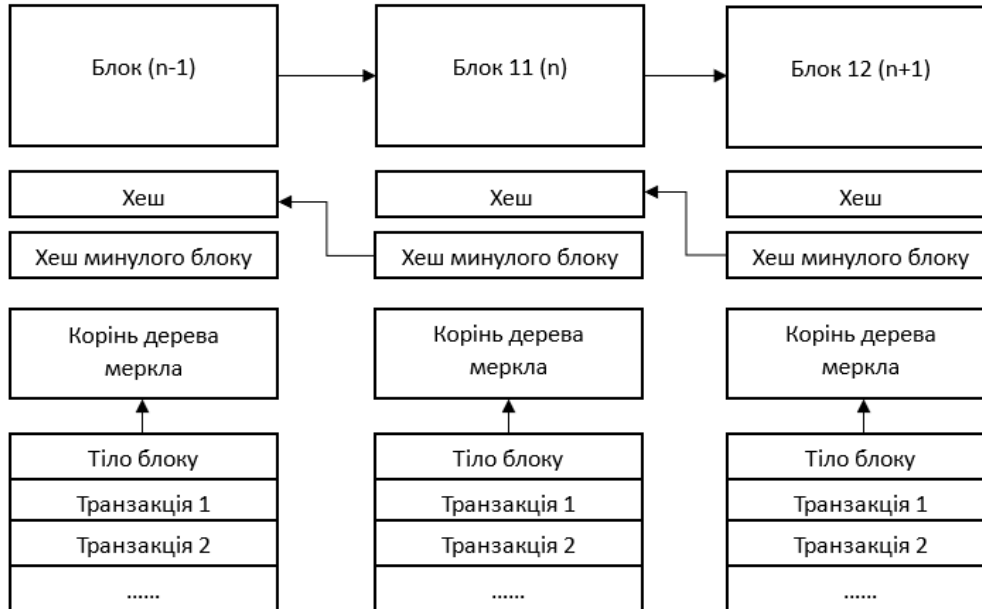 Блок (n-1)
Блок 11 (n)
Блок 12 (n+1)
Хеш
Хеш
Хеш
Хеш минулого блоку
Хеш минулого блоку
Хеш минулого блоку
Корінь дерева
меркла
Корінь дерева
меркла
Корінь дерева
меркла
Тіло блоку
Тіло блоку
Тіло блоку
Транзакція 1
Транзакція 1
Транзакція 1
Транзакція 2
Транзакція 2
Транзакція 2
......
......
......